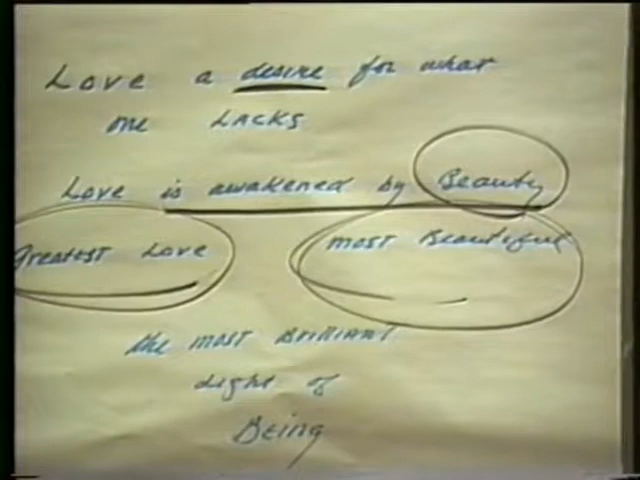 Love a desire for what
one LACKS
Love is awakened by Beauty
Greatest Love most Beautiful
the most Brilliant
Light of
Being